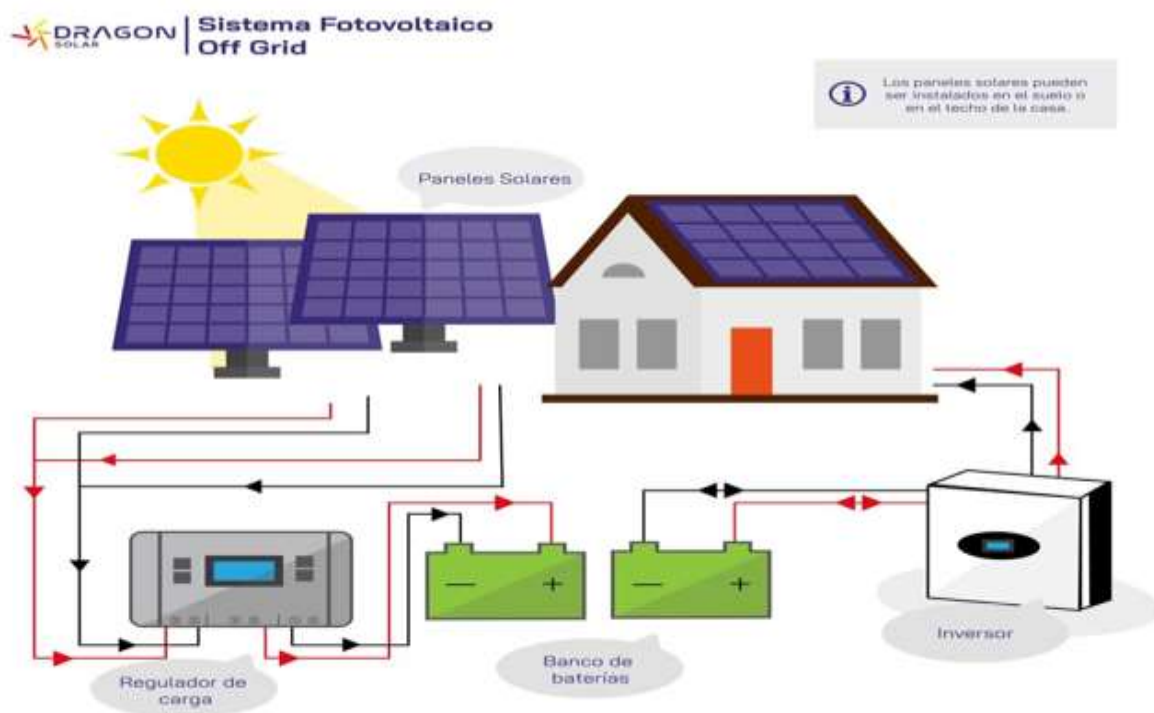 DRAGON
SOLAR
Sistema Fotovoltaico
Off Grid
Los paneles solares pueden
ser instalados en el suelo o
en el techo de la casa.
Paneles Solares
Regulador de
carga
Banco de
baterías
Inversor